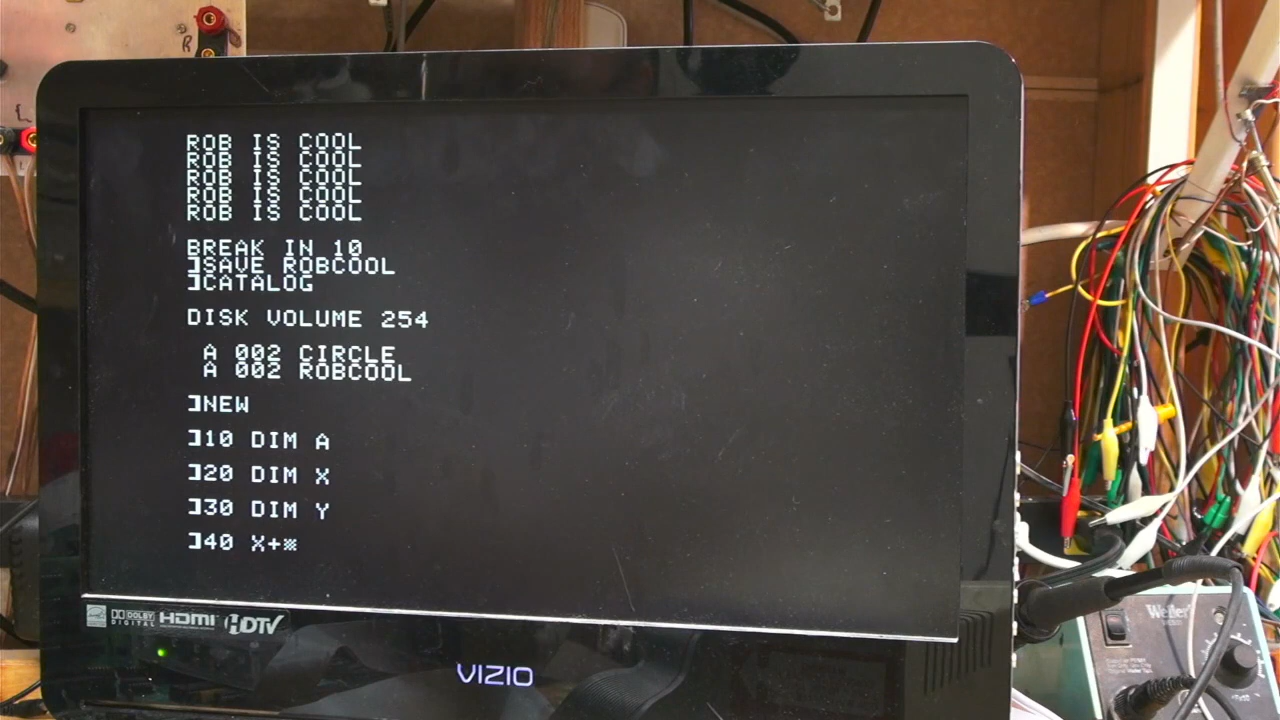 R
L
ROB IS COOL
ROB IS COOL
ROB IS COOL
ROB IS COOL
ROB IS COOL
BREAK IN 10
]SAVE ROBCOOL
]CATALOG
DISK VOLUME 254
A 002 CIRCLE
A 002 ROBCOOL
]NEW
]10 DIM A
]20 DIM X
]30 DIM Y
]40 X+
DOLBY DIGITAL HDMI HDTV
VIZIO
Weller